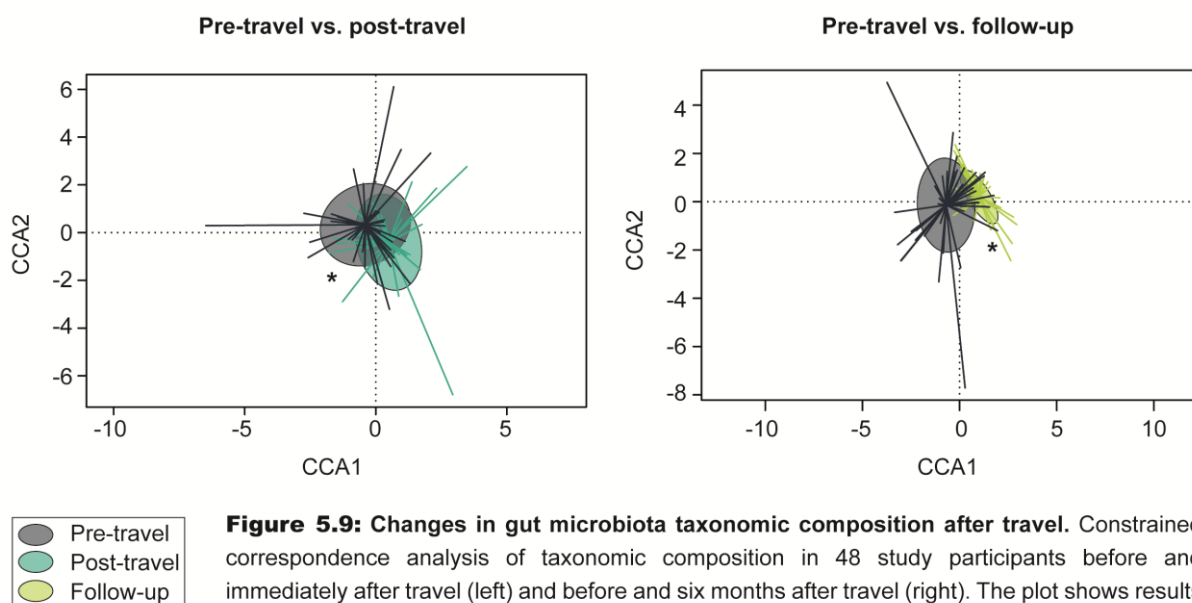 Pre-travel vs. post-travel
Pre-travel vs. follow-up
6
4
2
0
-2
-4
-6
CCA2
*
-10
-5
0
5
CCA1
4
2
0
-2
-4
-6
-8
CCA2
*
-10
-5
0
5
10
CCA1
Pre-travel
Post-travel
Follow-up
Figure 5.9: Changes in gut microbiota taxonomic composition after travel. Constrained
correspondence analysis of taxonomic composition in 48 study participants before and
immediately after travel (left) and before and six months after travel (right). The plot shows results